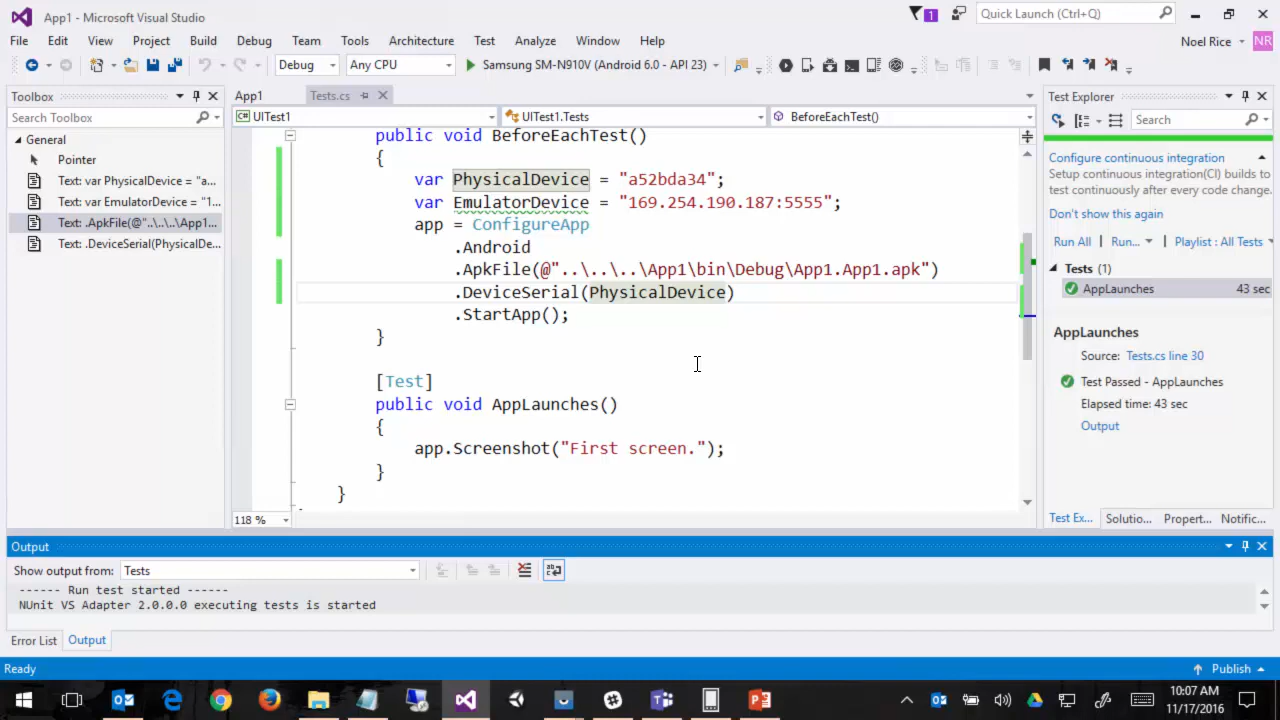 App1 - Microsoft Visual Studio
1
Quick Launch (Ctrl+Q)
File Edit View Project Build Debug Team Tools Architecture Test Analyze Window Help
Noel Rice
NR
Debug
Any CPU
Samsung SM-N910V (Android 6.0 - API 23)
Toolbox
Search Toolbox
General
Pointer
Text: var PhysicalDevice = "a...
Text: var EmulatorDevice = "1...
Text: .ApkFile(@"..\..\..\App1...
Text: .DeviceSerial(PhysicalDe...
App1
Tests.cs
UITest1
UITest1.Tests
BeforeEachTest()
public void BeforeEachTest()
{
var PhysicalDevice = "a52bda34";
var EmulatorDevice = "169.254.190.187:5555";
app = ConfigureApp
.Android
.ApkFile(@"..\..\..\App1\bin\Debug\App1.App1.apk")
.DeviceSerial(PhysicalDevice)
.StartApp();
}
[Test]
public void AppLaunches()
{
app.Screenshot("First screen.");
}
}
118 %
Test Explorer
Search
Configure continuous integration
Setup continuous integration(CI) builds to
test continuously after every code change.
Don't show this again
Run All | Run... | Playlist : All Tests
Tests (1)
AppLaunches 43 sec
AppLaunches
Source: Tests.cs line 30
Test Passed - AppLaunches
Elapsed time: 43 sec
Output
Test Ex... Solutio... Propert... Notific...
Output
Show output from: Tests
------ Run test started ------
NUnit VS Adapter 2.0.0.0 executing tests is started
Error List Output
Ready
Publish
10:07 AM
11/17/2016